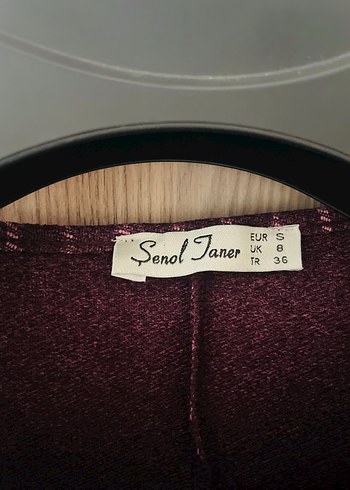 Senol Taner
EUR S
UK 8
TR 36